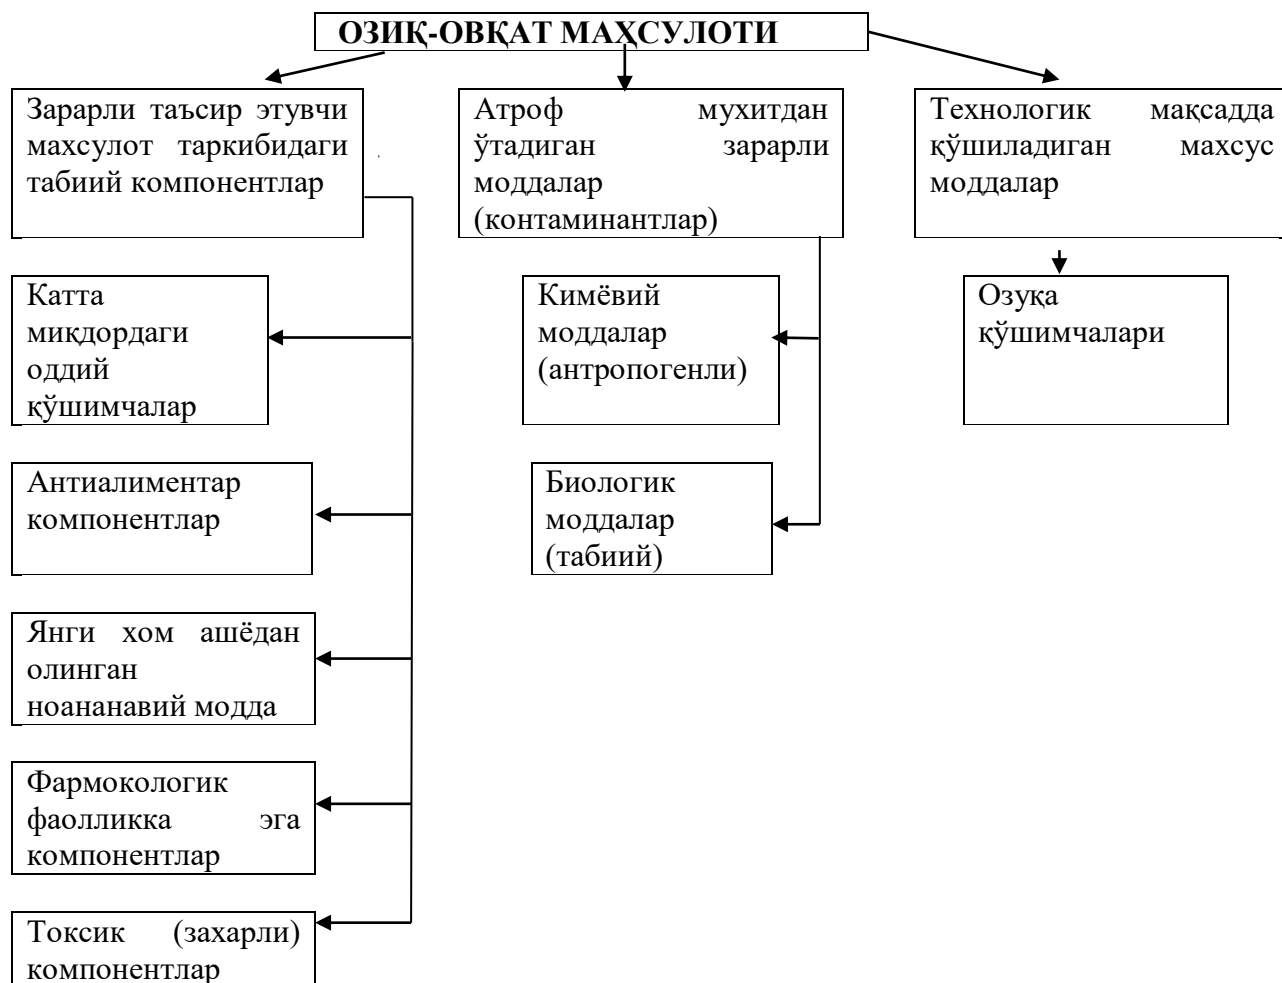 ОЗИҚ-ОВҚАТ МАҲСУЛОТИ
Зарарли таъсир этувчи
махсулот таркибидаги
табиий компонентлар
Атроф мухитдан
ўтадиган зарарли
моддалар
(контаминантлар)
Технологик мақсадда
қўшиладиган махсус
моддалар
Катта
миқдордаги
оддий
қўшимчалар
Кимёвий
моддалар
(антропогенли)
Озуқа
қўшимчалари
Антиалиментар
компонентлар
Биологик
моддалар
(табиий)
Янги хом ашёдан
олинган
ноананавий модда
Фармокологик
фаолликка эга
компонентлар
Токсик (захарли)
компонентлар